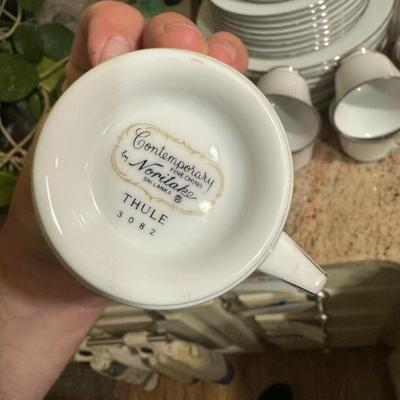 Contemporary
FINE CHINA
by Noritake ®
SRI LANKA
THULE
3082